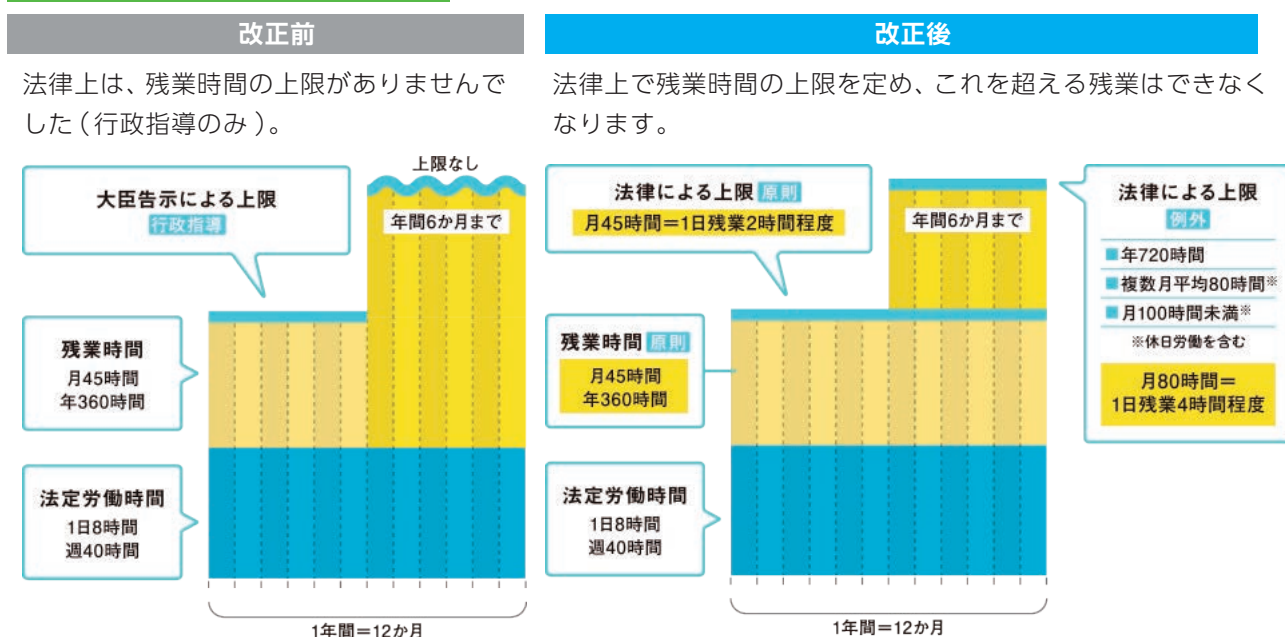 改正前
法律上は、残業時間の上限がありませんで
した（行政指導のみ）。
上限なし
大臣告示による上限
行政指導
年間6か月まで
残業時間
月45時間
年360時間
法定労働時間
1日8時間
週40時間
1年間＝12か月
改正後
法律上で残業時間の上限を定め、これを超える残業はできなく
なります。
法律による上限 原則
月45時間＝1日残業2時間程度
年間6か月まで
法律による上限
例外
■年720時間
■複数月平均80時間※
■月100時間未満※
※休日労働を含む
月80時間＝
1日残業4時間程度
残業時間 原則
月45時間
年360時間
法定労働時間
1日8時間
週40時間
1年間＝12か月